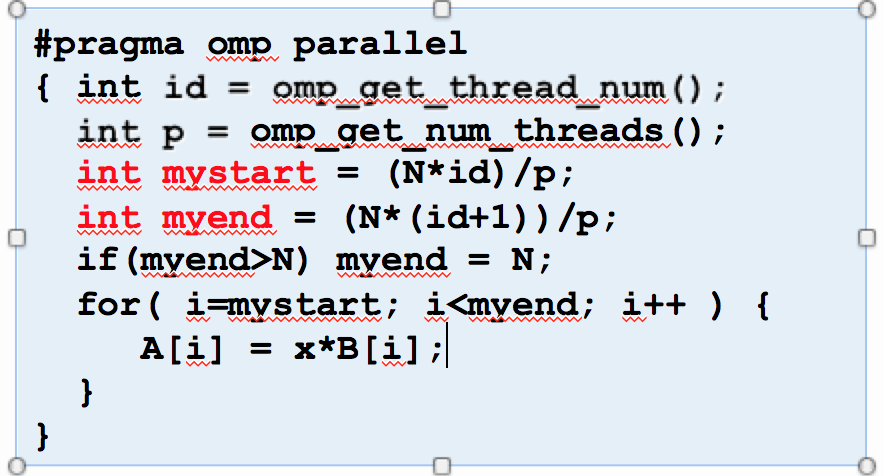 #pragma omp parallel
{ int id = omp_get_thread_num();
int p = omp_get_num_threads();
int mystart = (N*id)/p;
int myend = (N*(id+1))/p;
if(myend>N) myend = N;
for( i=mystart; i<myend; i++ ) {
A[i] = x*B[i];
}
}